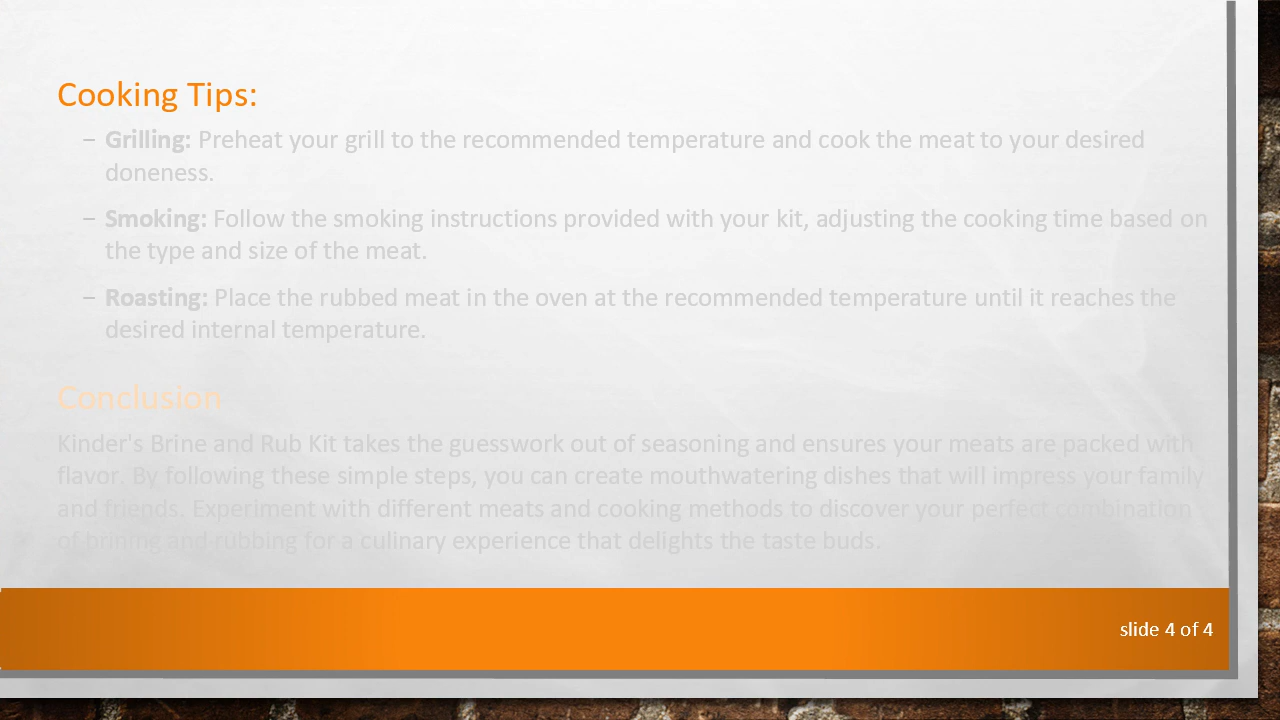 Cooking Tips:
– Grilling: Preheat your grill to the recommended temperature and cook the meat to your desired
doneness.
– Smoking: Follow the smoking instructions provided with your kit, adjusting the cooking time based on
the type and size of the meat.
– Roasting: Place the rubbed meat in the oven at the recommended temperature until it reaches the
desired internal temperature.
Conclusion
Kinder's Brine and Rub Kit takes the guesswork out of seasoning and ensures your meats are packed with
flavor. By following these simple steps, you can create mouthwatering dishes that will impress your family
and friends. Experiment with different meats and cooking methods to discover your perfect combination
of brining and rubbing for a culinary experience that delights the taste buds.
slide 4 of 4